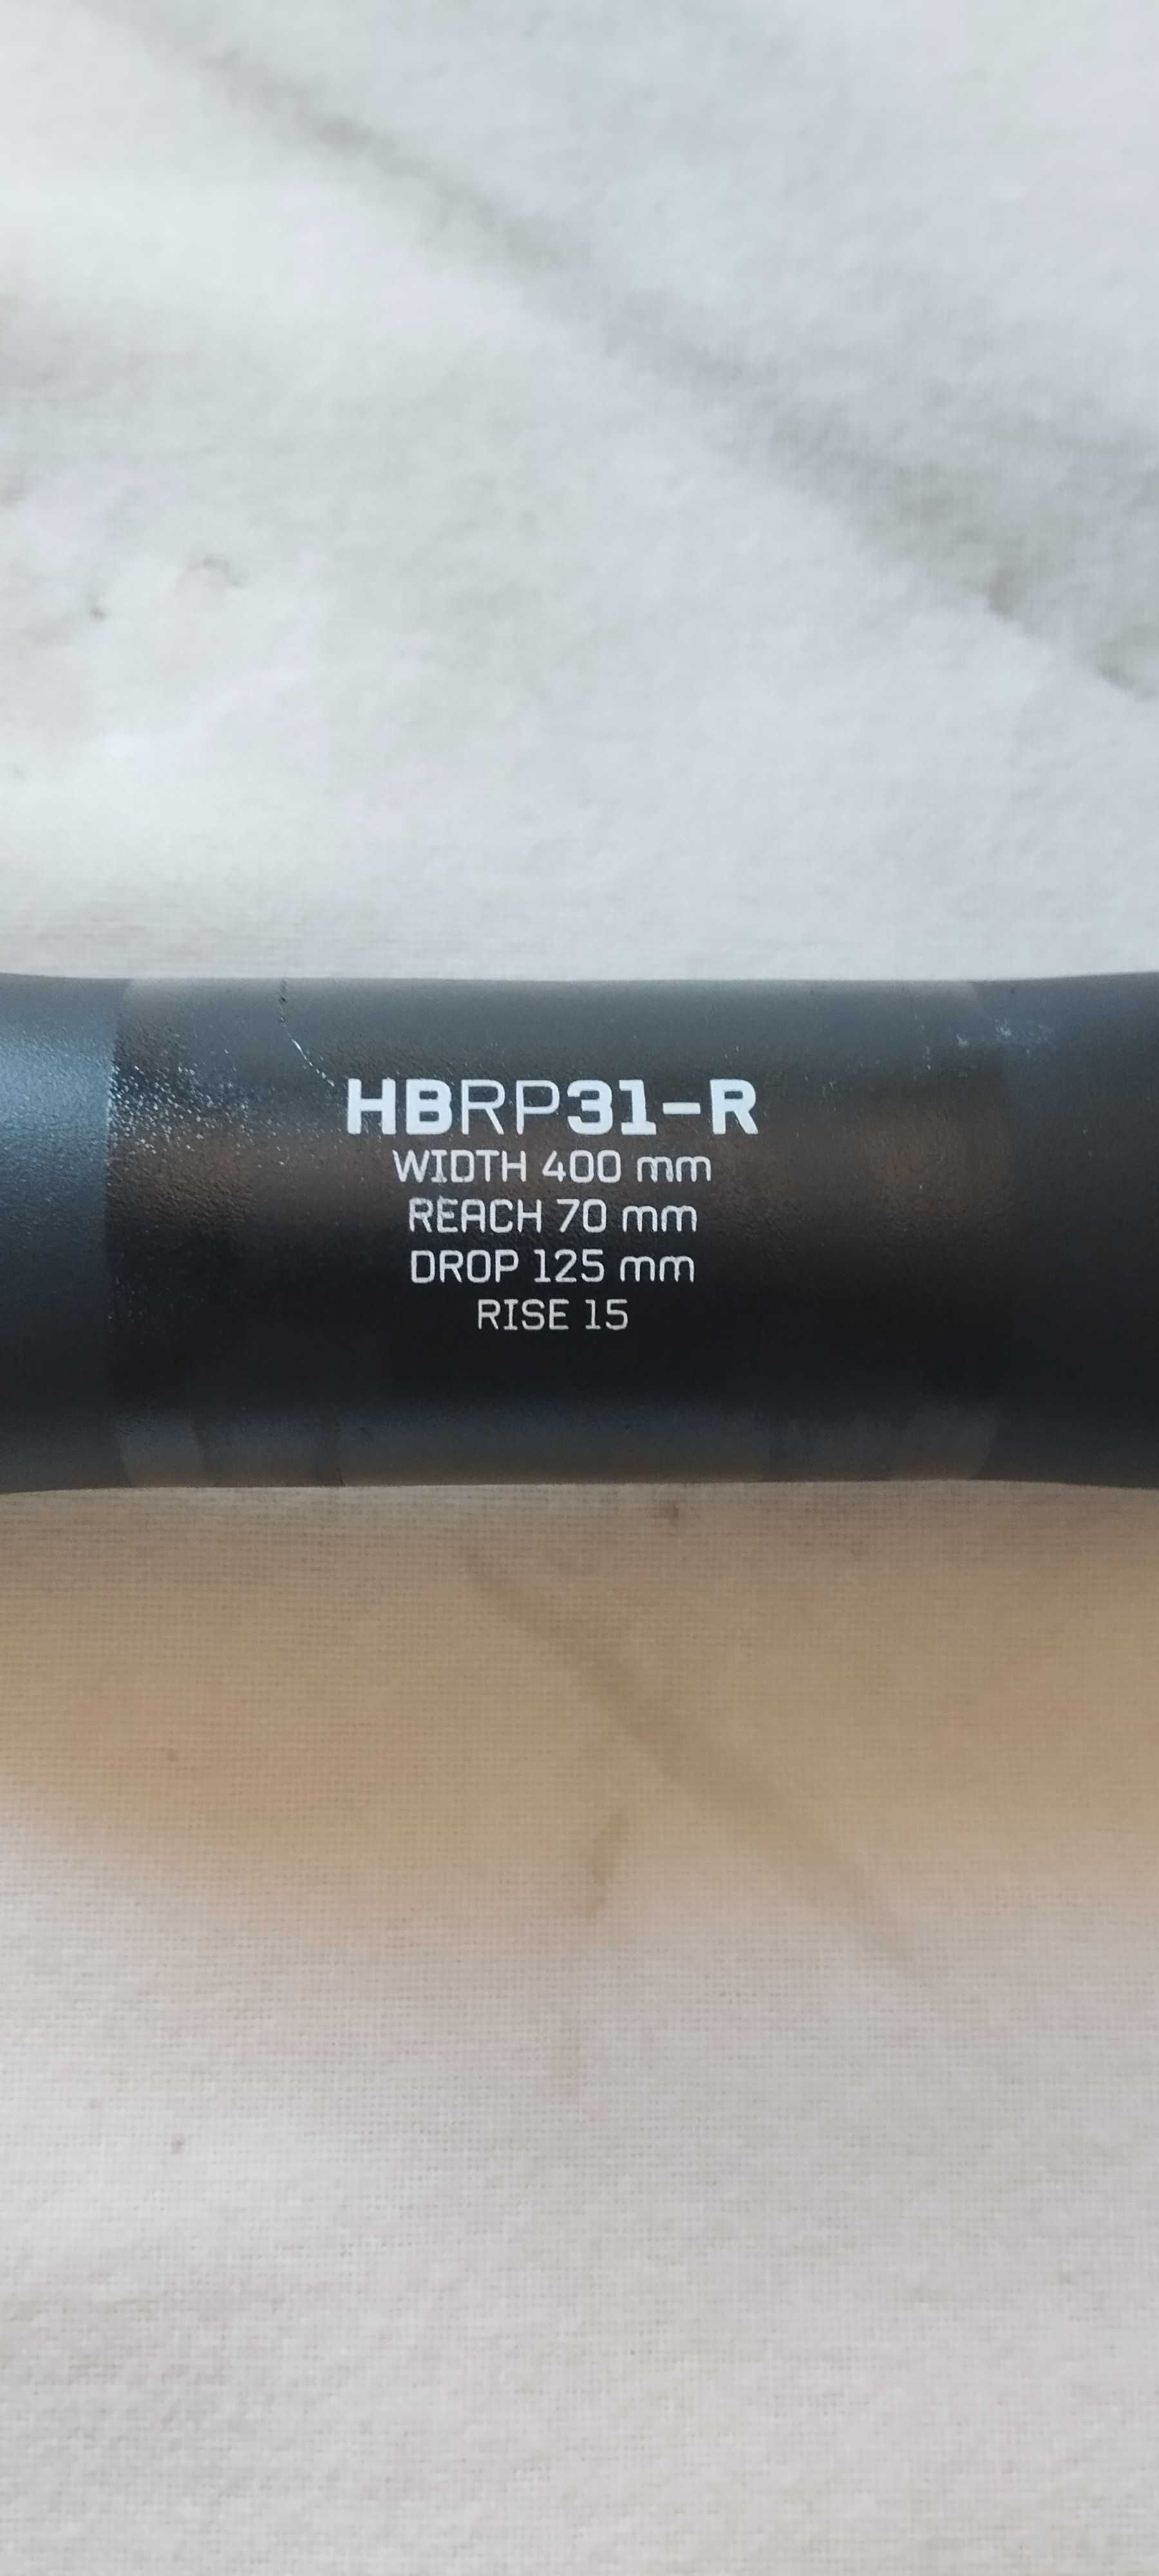 HBRP31-R
WIDTH 400 mm
REACH 70 mm
DROP 125 mm
RISE 15